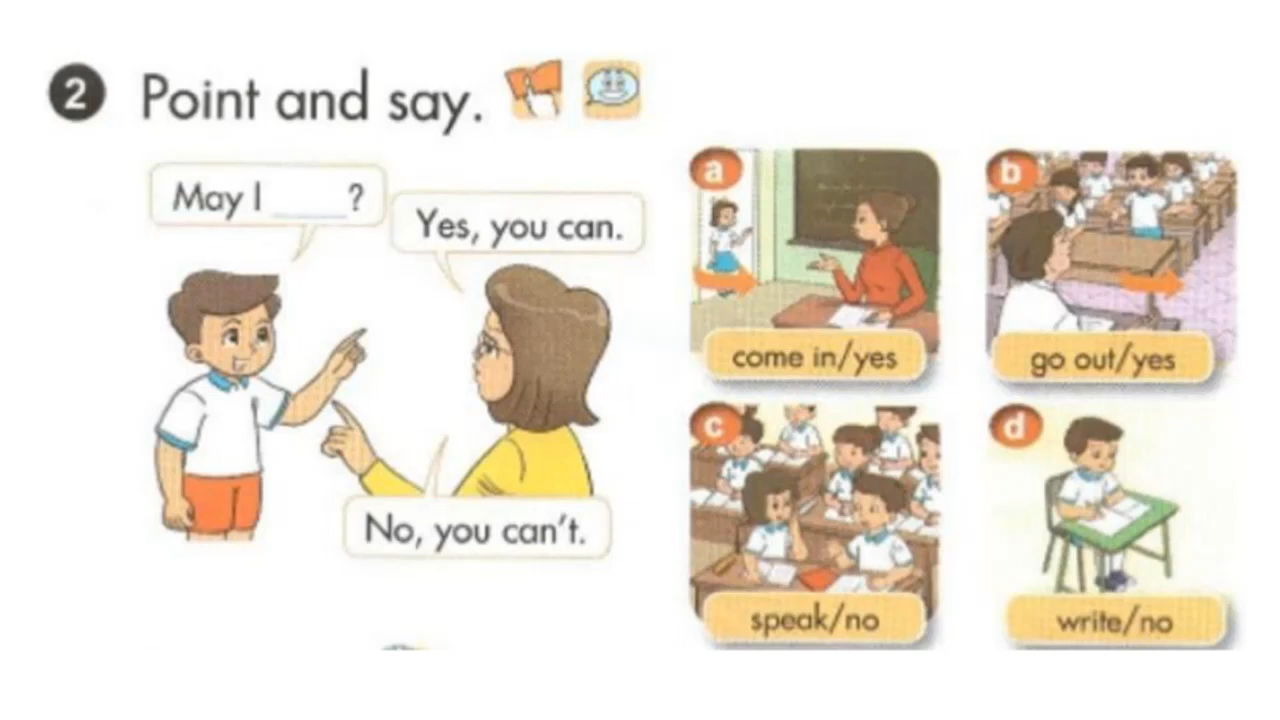 2 Point and say.
May I ____?
Yes, you can.
No, you can't.
a
come in/yes
b
go out/yes
c
speak/no
d
write/no